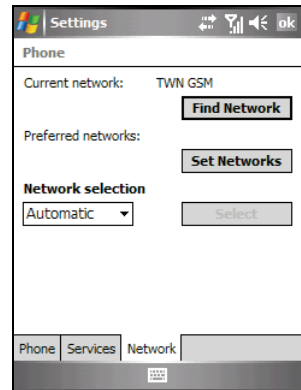 Settings ok
Phone
Current network: TWN GSM
Find Network
Preferred networks:
Set Networks
Network selection
Automatic Select
Phone Services Network